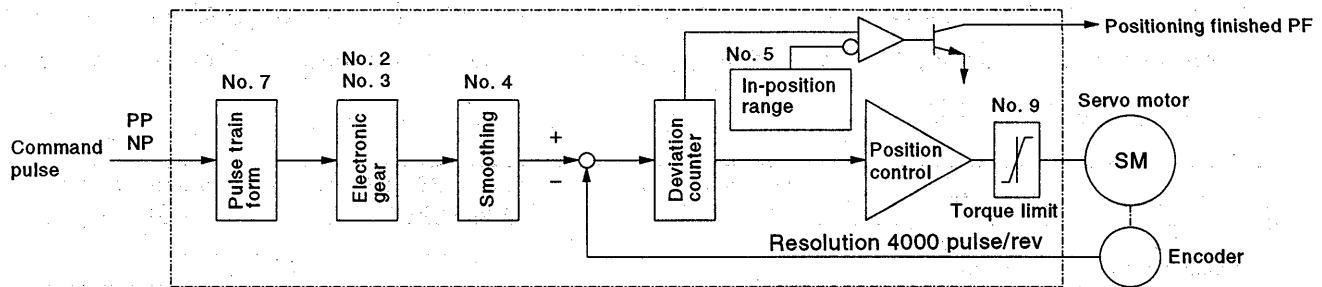 Command
pulse
PP
NP
No. 7
Pulse train
form
No. 2
No. 3
Electronic
gear
No. 4
Smoothing
+
−
Deviation
counter
No. 5
In-position
range
Positioning finished PF
Position
control
No. 9
Torque limit
Servo motor
SM
Resolution 4000 pulse/rev
Encoder